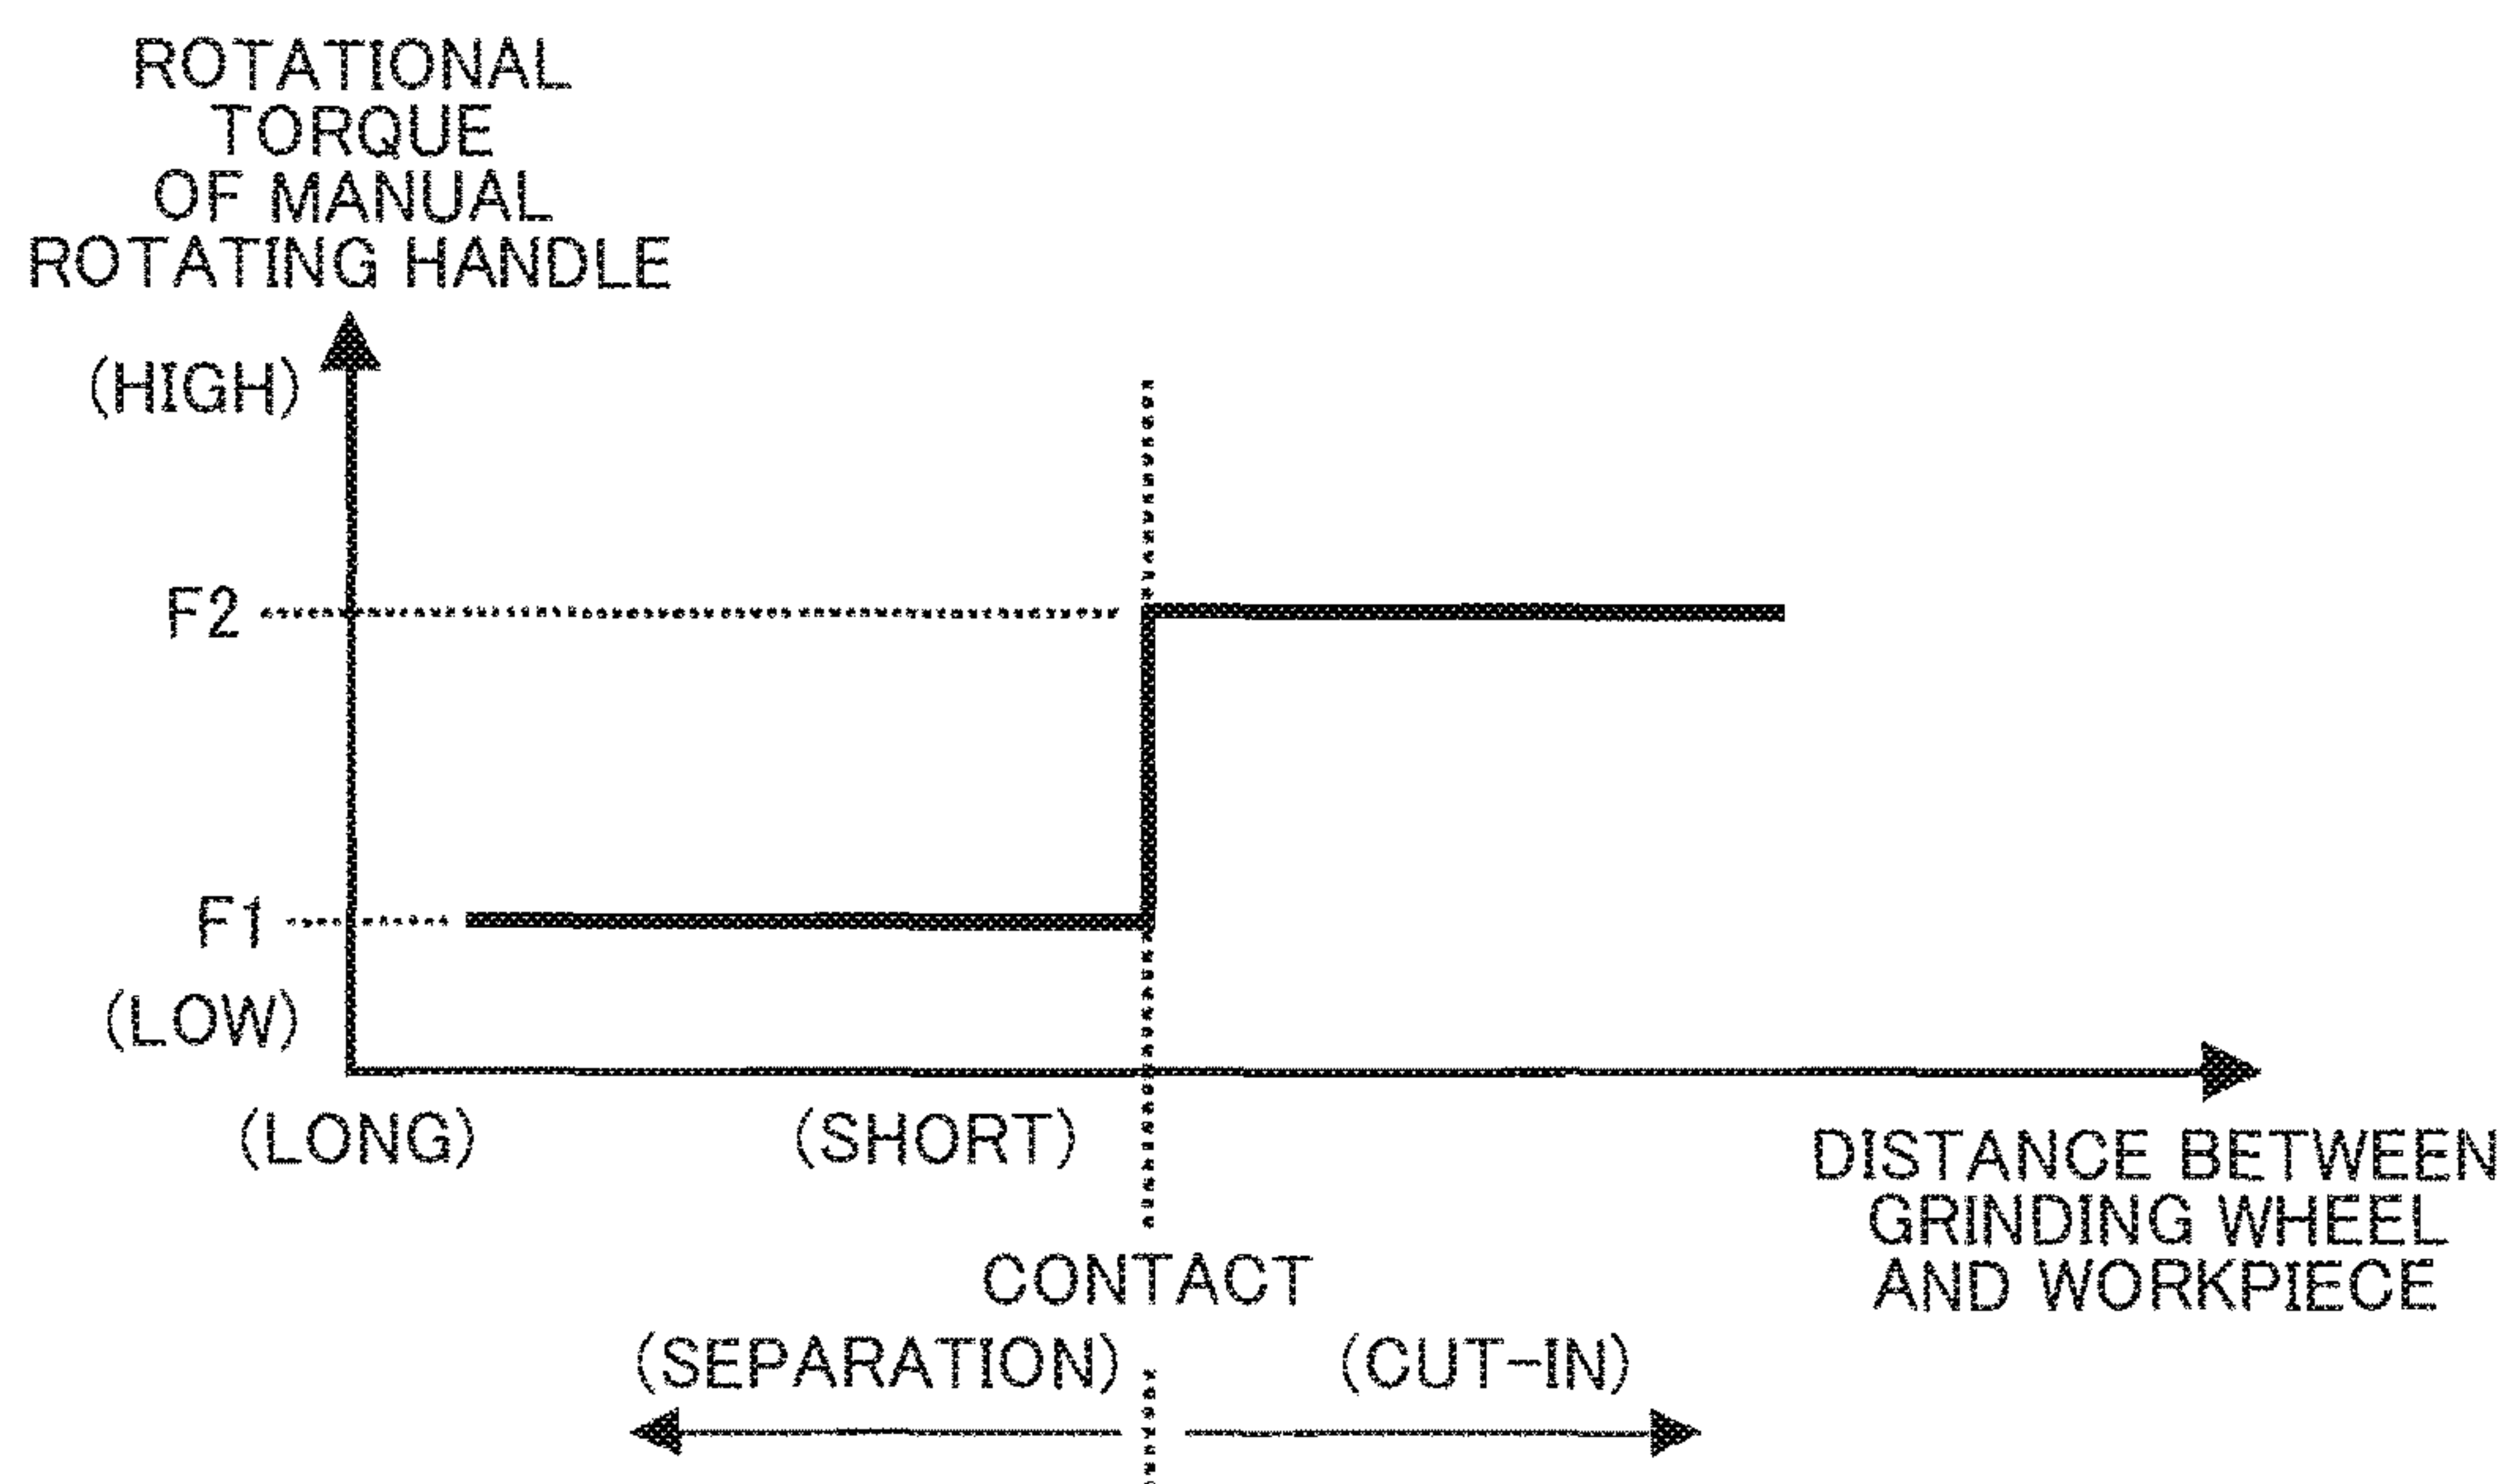 ROTATIONAL
TORQUE
OF MANUAL
ROTATING HANDLE
(HIGH)
F2
F1
(LOW)
(LONG)
(SHORT)
DISTANCE BETWEEN
GRINDING WHEEL
AND WORKPIECE
CONTACT
(SEPARATION)
(CUT-IN)